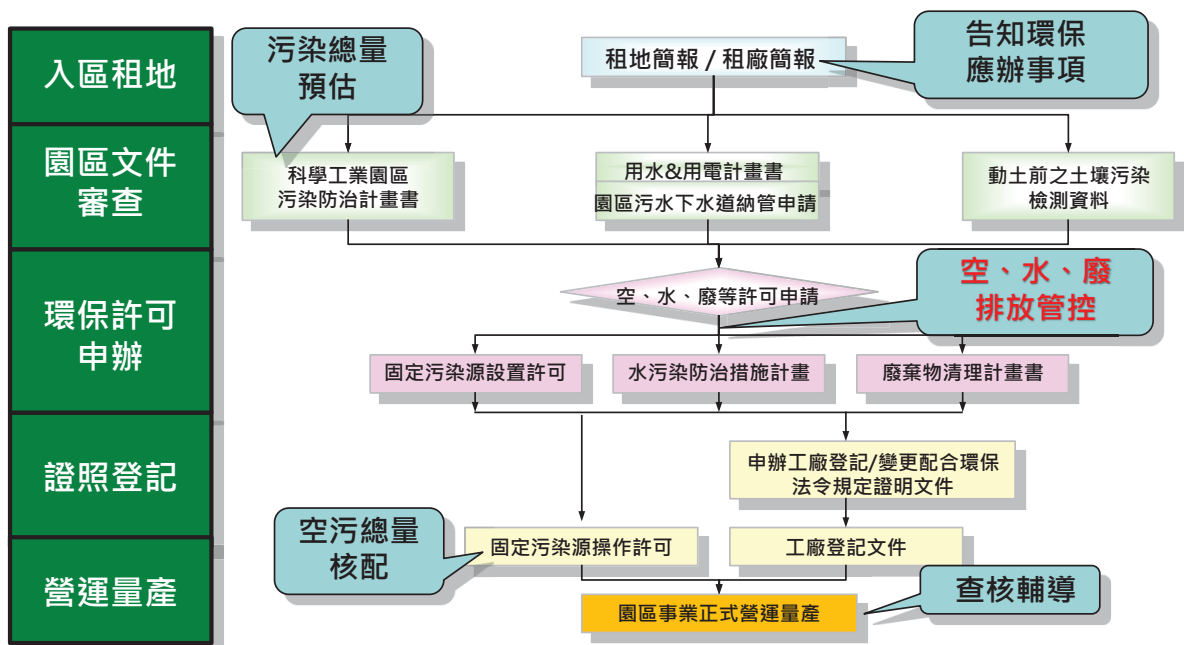 入區租地
園區文件
審查
環保許可
申辦
證照登記
營運量產
污染總量
預估
租地簡報 / 租廠簡報
告知環保
應辦事項
科學工業園區
污染防治計畫書
用水&用電計畫書
園區污水下水道納管申請
動土前之土壤污染
檢測資料
空、水、廢等許可申請
空、水、廢
排放管控
固定污染源設置許可
水污染防治措施計畫
廢棄物清理計畫書
申辦工廠登記/變更配合環保
法令規定證明文件
空污總量
核配
固定污染源操作許可
工廠登記文件
園區事業正式營運量產
查核輔導